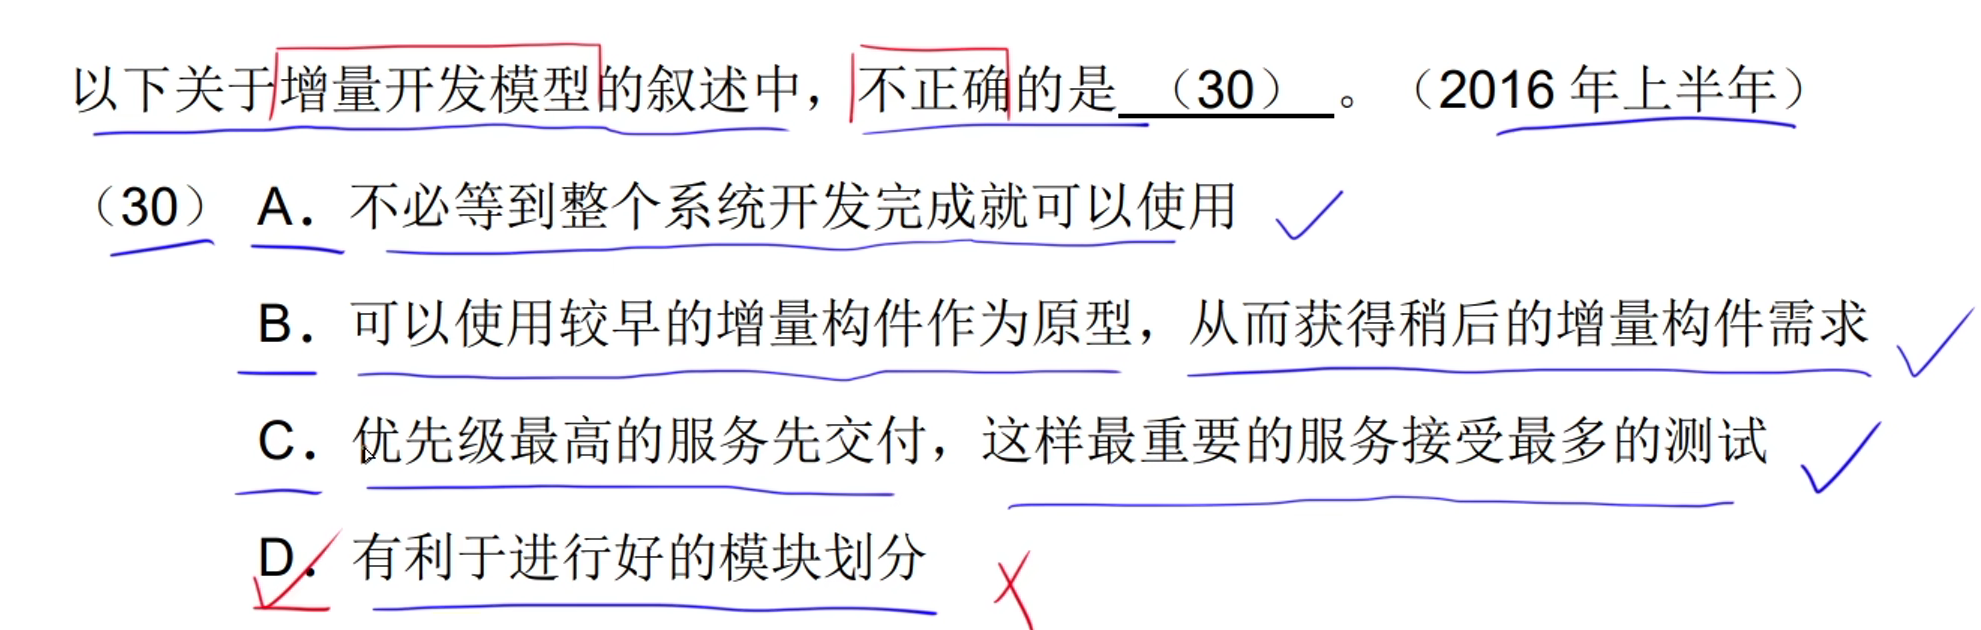 以下关于增量开发模型的叙述中，不正确的是 （30） 。（2016 年上半年）
（30） A. 不必等到整个系统开发完成就可以使用
B. 可以使用较早的增量构件作为原型，从而获得稍后的增量构件需求
C. 优先级最高的服务先交付，这样最重要的服务接受最多的测试
D. 有利于进行好的模块划分